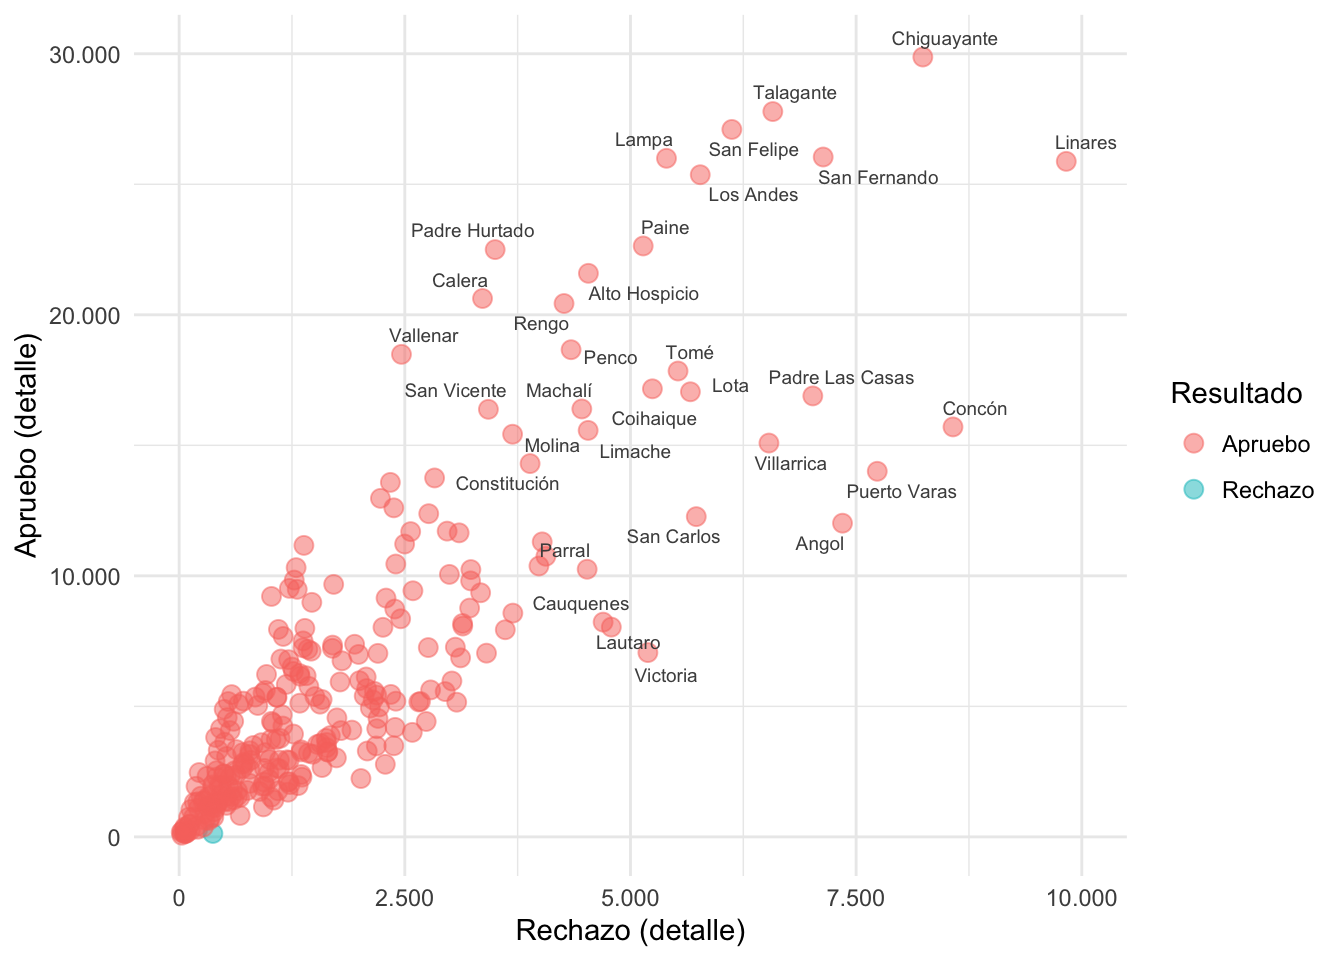 Chiguayante
30.000
Talagante
Lampa
San Felipe
Linares
San Fernando
Los Andes
Padre Hurtado
Paine
Calera
Alto Hospicio
20.000
Rengo
Vallenar
Penco
Tomé
Padre Las Casas
Lota
San Vicente
Machalí
Coihaique
Concón
Molina
Limache
Villarrica
Constitución
Puerto Varas
San Carlos
Angol
Parral
10.000
Cauquenes
Lautaro
Victoria
0
0
2.500
5.000
7.500
10.000
Rechazo (detalle)
Apruebo (detalle)
Resultado
Apruebo
Rechazo